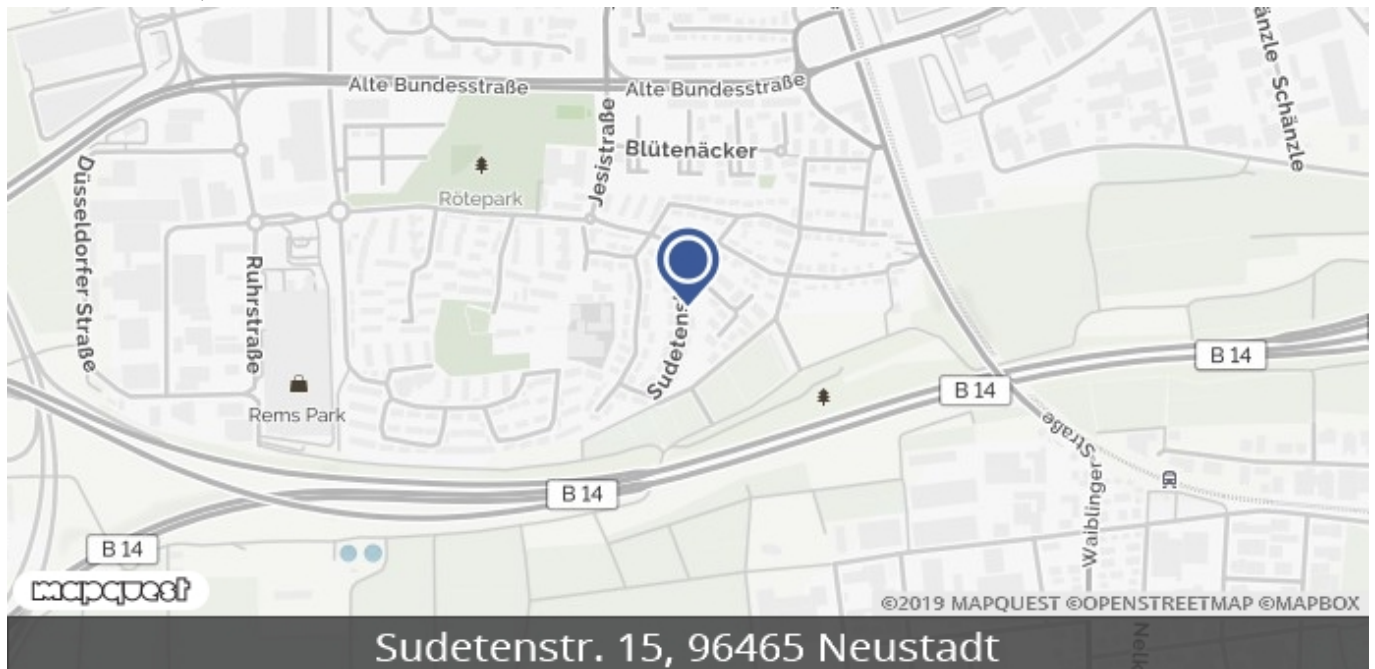 Alte Bundesstraße
Alte Bundesstraße
Schänzle
Schänzle
Blütenäcker
Jesistraße
Rötepark
Düsseldorfer Straße
Ruhrstraße
Rems Park
B 14
B 14
B 14
B 14
Waiblinger Straße
mapquest
©2019 MAPQUEST ©OPENSTREETMAP ©MAPBOX
Sudetenstr. 15, 96465 Neustadt